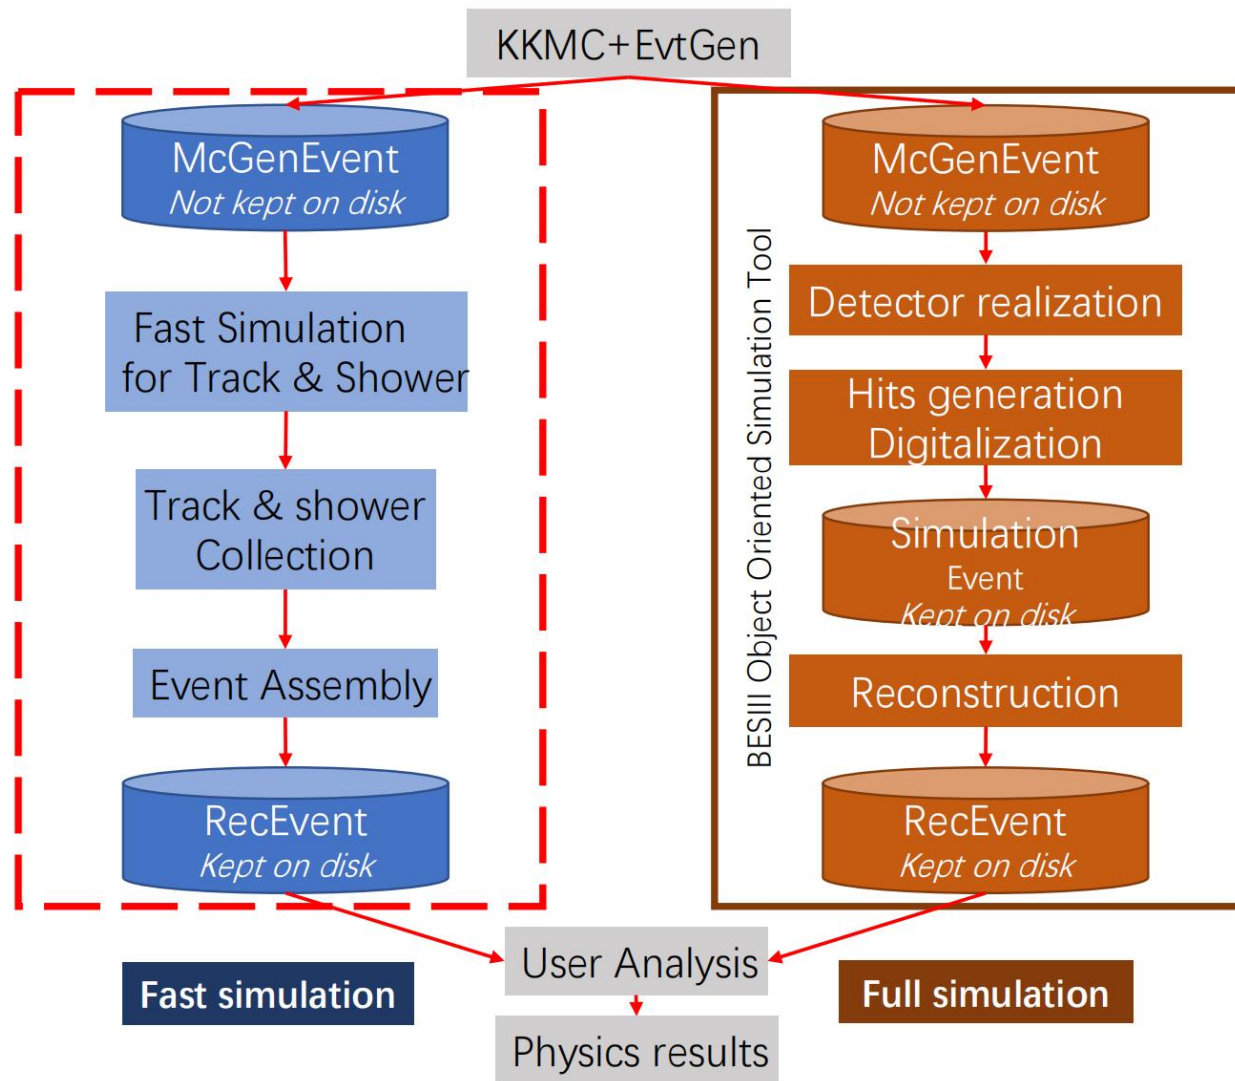 KKMC+EvtGen
McGenEvent
Not kept on disk
Fast Simulation
for Track & Shower
Track & shower
Collection
Event Assembly
RecEvent
Kept on disk
Fast simulation
BESIII Object Oriented Simulation Tool
McGenEvent
Not kept on disk
Detector realization
Hits generation
Digitalization
Simulation
Event
Kept on disk
Reconstruction
RecEvent
Kept on disk
Full simulation
User Analysis
Physics results